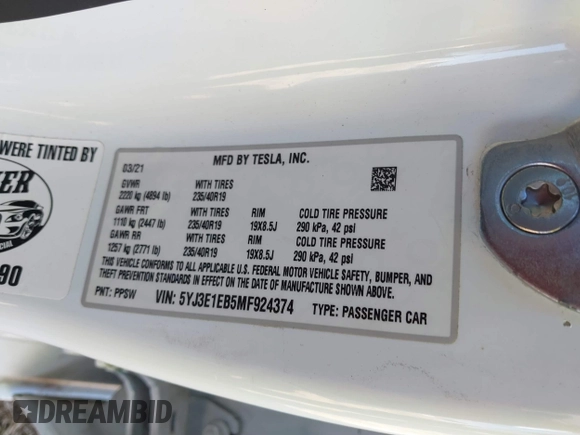 WERE TINTED BY
KER
CIAL
90
MFD BY TESLA, INC.
03/21
GVWR WITH TIRES
2220 kg (4894 lb) 235/40R19
GAWR FRT WITH TIRES RIM COLD TIRE PRESSURE
1110 kg (2447 lb) 235/40R19 19X8.5J 290 kPa, 42 psi
GAWR RR WITH TIRES RIM COLD TIRE PRESSURE
1257 kg (2771 lb) 235/40R19 19X8.5J 290 kPa, 42 psi
THIS VEHICLE CONFORMS TO ALL APPLICABLE U.S. FEDERAL MOTOR VEHICLE SAFETY, BUMPER, AND
THEFT PREVENTION STANDARDS IN EFFECT ON THE DATE OF MANUFACTURE SHOWN ABOVE.
PNT: PPSW VIN: 5YJ3E1EB5MF924374 TYPE: PASSENGER CAR
DREAMBID